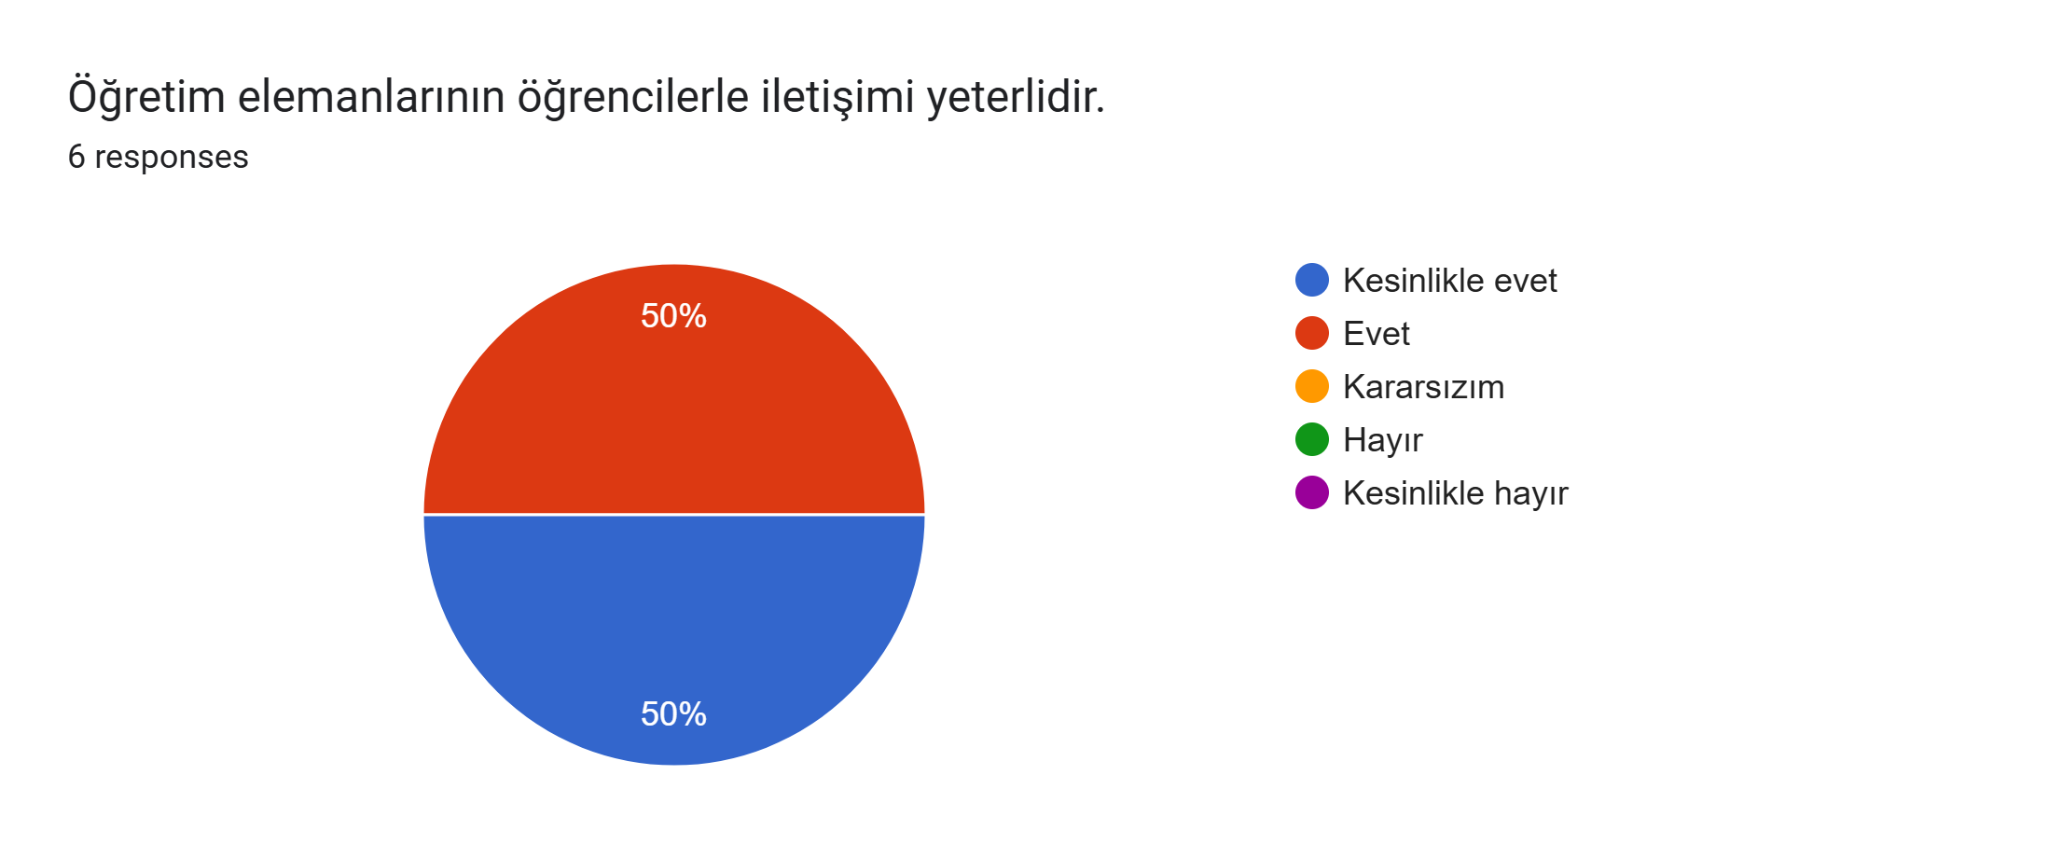 Öğretim elemanlarının öğrencilerle iletişimi yeterlidir.
6 responses
50%
50%
Kesinlikle evet
Evet
Kararsızım
Hayır
Kesinlikle hayır